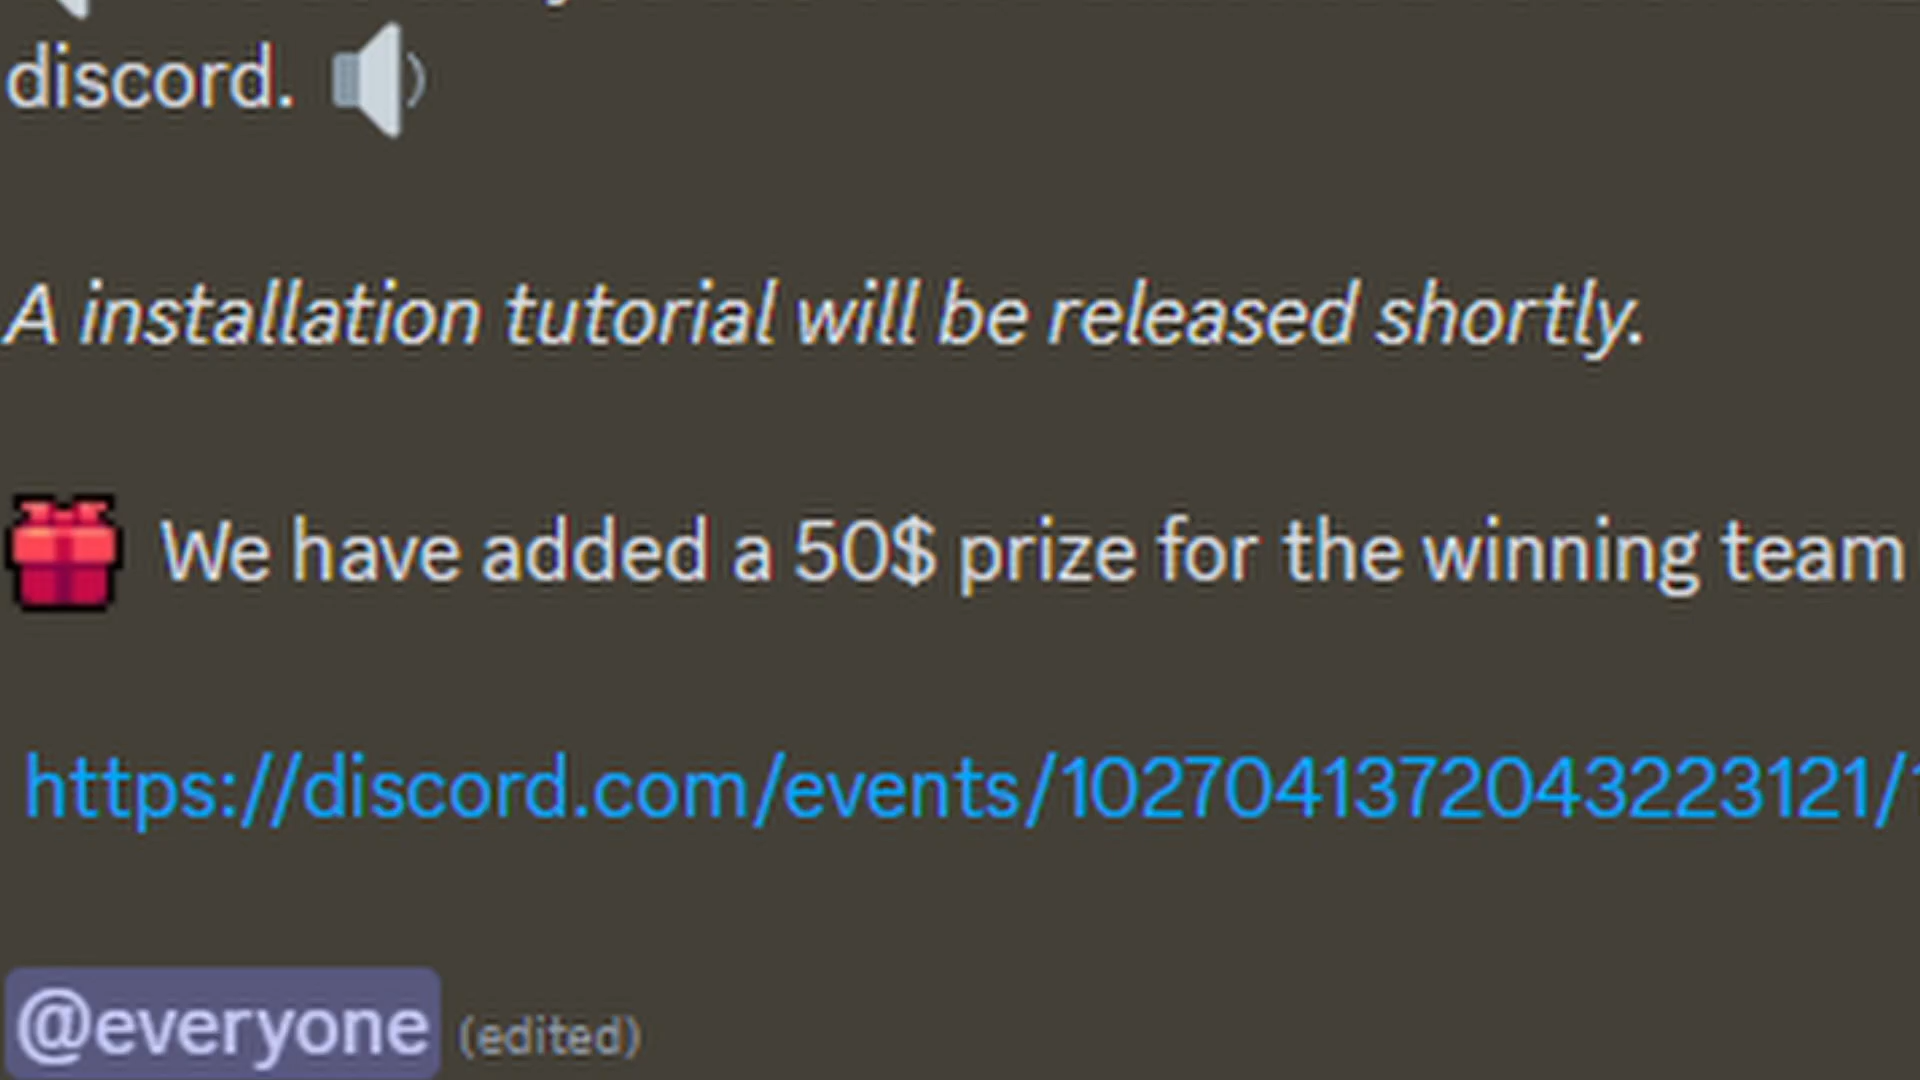 discord.
A installation tutorial will be released shortly.
We have added a 50$ prize for the winning team
https://discord.com/events/1027041372043223121/
@everyone (edited)